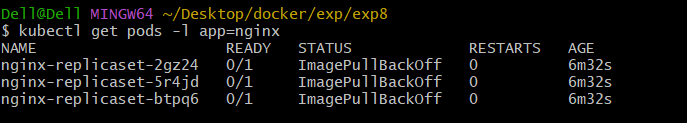 Dell@Dell MINGW64 ~/Desktop/docker/exp/exp8
$ kubectl get pods -l app=nginx
NAME READY STATUS RESTARTS AGE
nginx-replicaset-2gz24 0/1 ImagePullBackOff 0 6m32s
nginx-replicaset-5r4jd 0/1 ImagePullBackOff 0 6m32s
nginx-replicaset-btpq6 0/1 ImagePullBackOff 0 6m32s